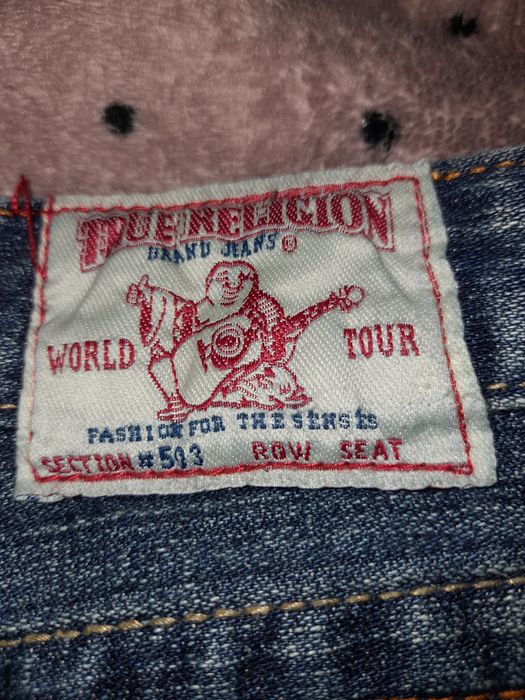 TRUE RELIGION
BRAND JEANS ®
WORLD TOUR
FASHION FOR THE SENSES
SECTION #503 ROW SEAT